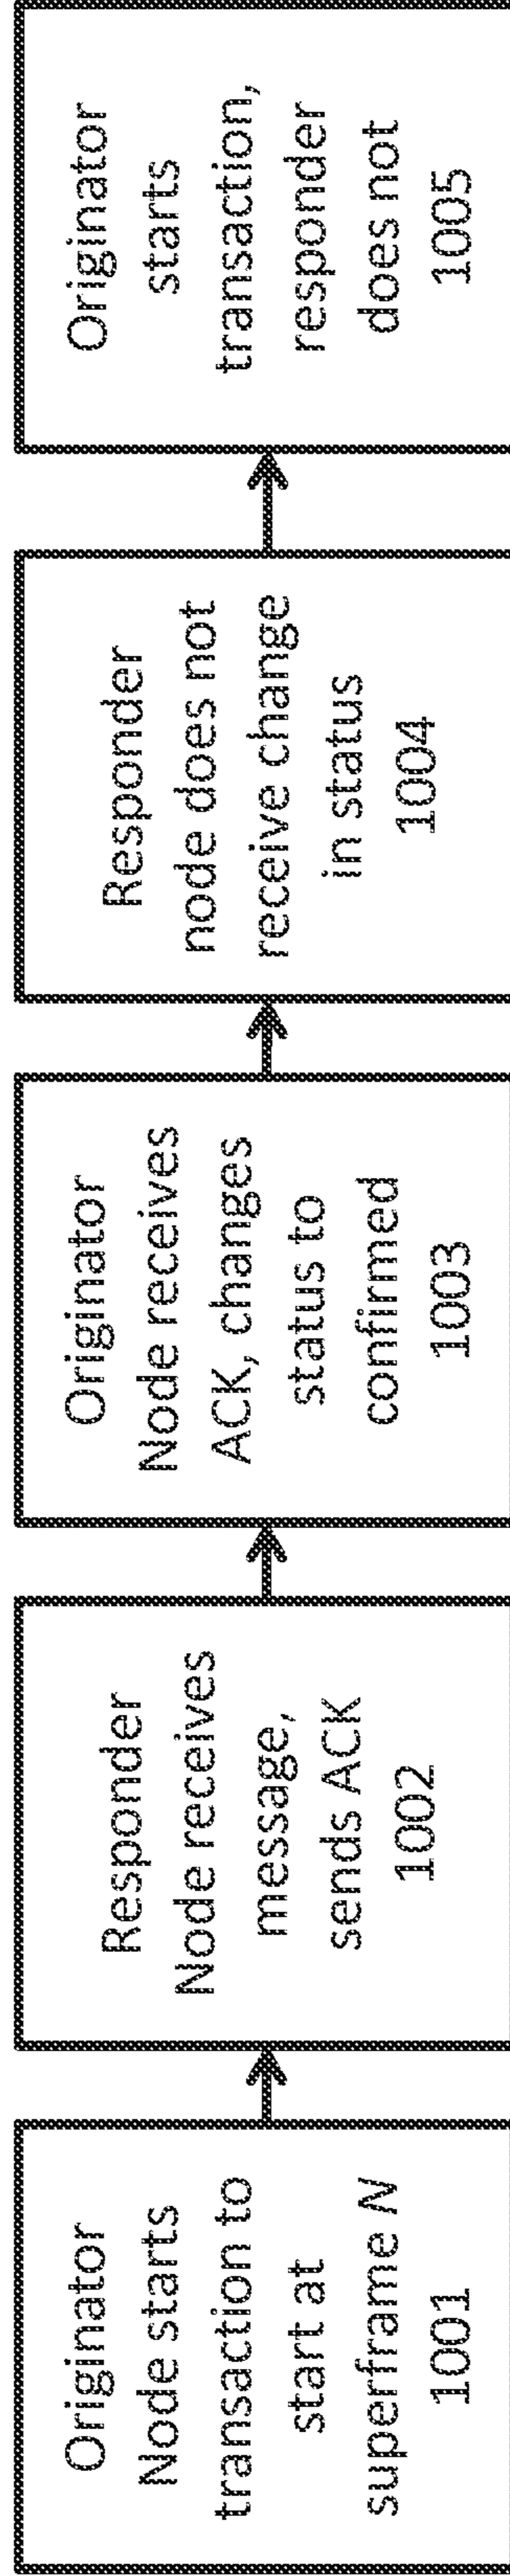 Originator
Node starts
transaction to
start at
superframe N
1001
Responder
Node receives
message,
sends ACK
1002
Originator
Node receives
ACK, changes
status to
confirmed
1003
Responder
node does not
receive change
in status
1004
Originator
starts
transaction,
responder
does not
1005